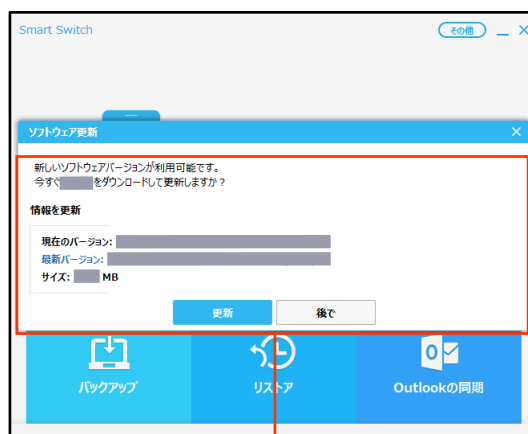 Smart Switch
その他
ソフトウェア更新
新しいソフトウェアバージョンが利用可能です。
今すぐ をダウンロードして更新しますか？
情報を更新
現在のバージョン:
最新バージョン:
サイズ: MB
更新 後で
バックアップ リストア Outlookの同期